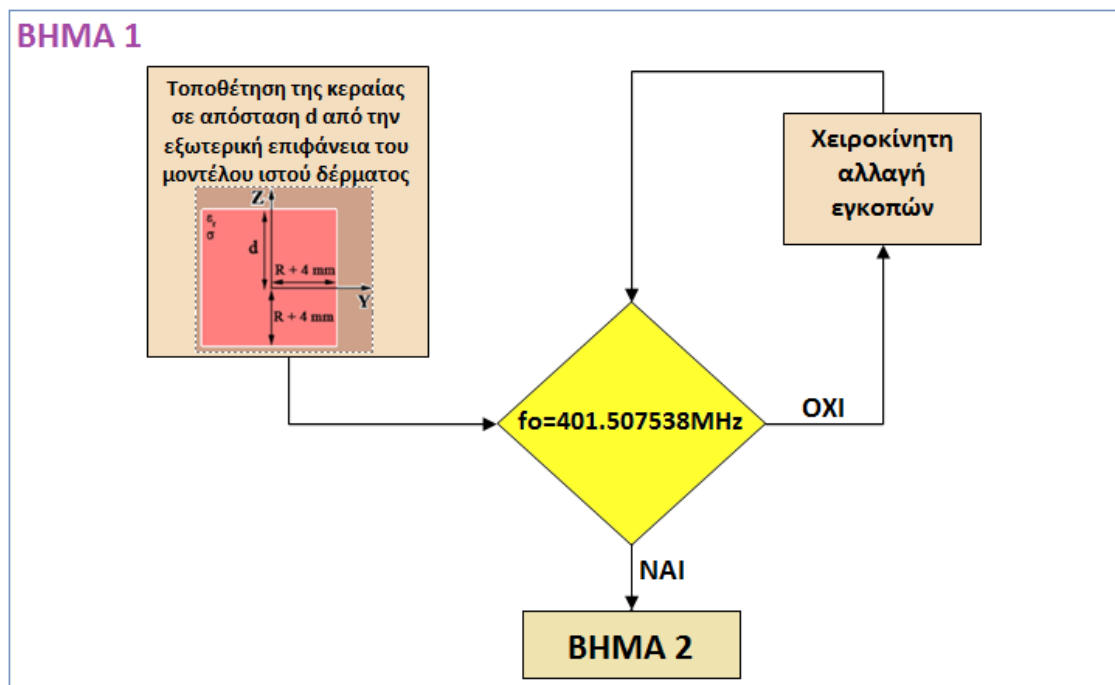 ΒΗΜΑ 1
Τοποθέτηση της κεραίας
σε απόσταση d από την
εξωτερική επιφάνεια του
μοντέλου ιστού δέρματος
Z
εr
σ
d
R + 4 mm
Y
R + 4 mm
Χειροκίνητη
αλλαγή
εγκοπών
fo=401.507538MHz
ΟΧΙ
ΝΑΙ
ΒΗΜΑ 2